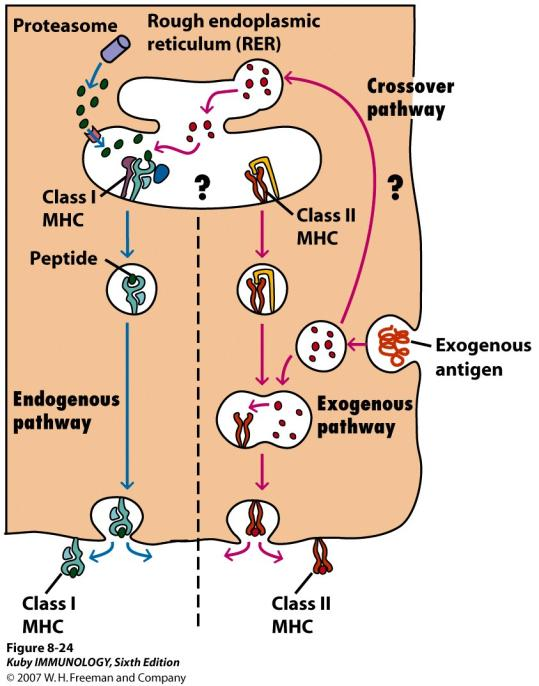 Proteasome
Rough endoplasmic
reticulum (RER)
Crossover
pathway
?
?
Class I
MHC
Class II
MHC
Peptide
Exogenous
antigen
Endogenous
pathway
Exogenous
pathway
Class I
MHC
Class II
MHC
Figure 8-24
Kuby IMMUNOLOGY, Sixth Edition
© 2007 W. H. Freeman and Company